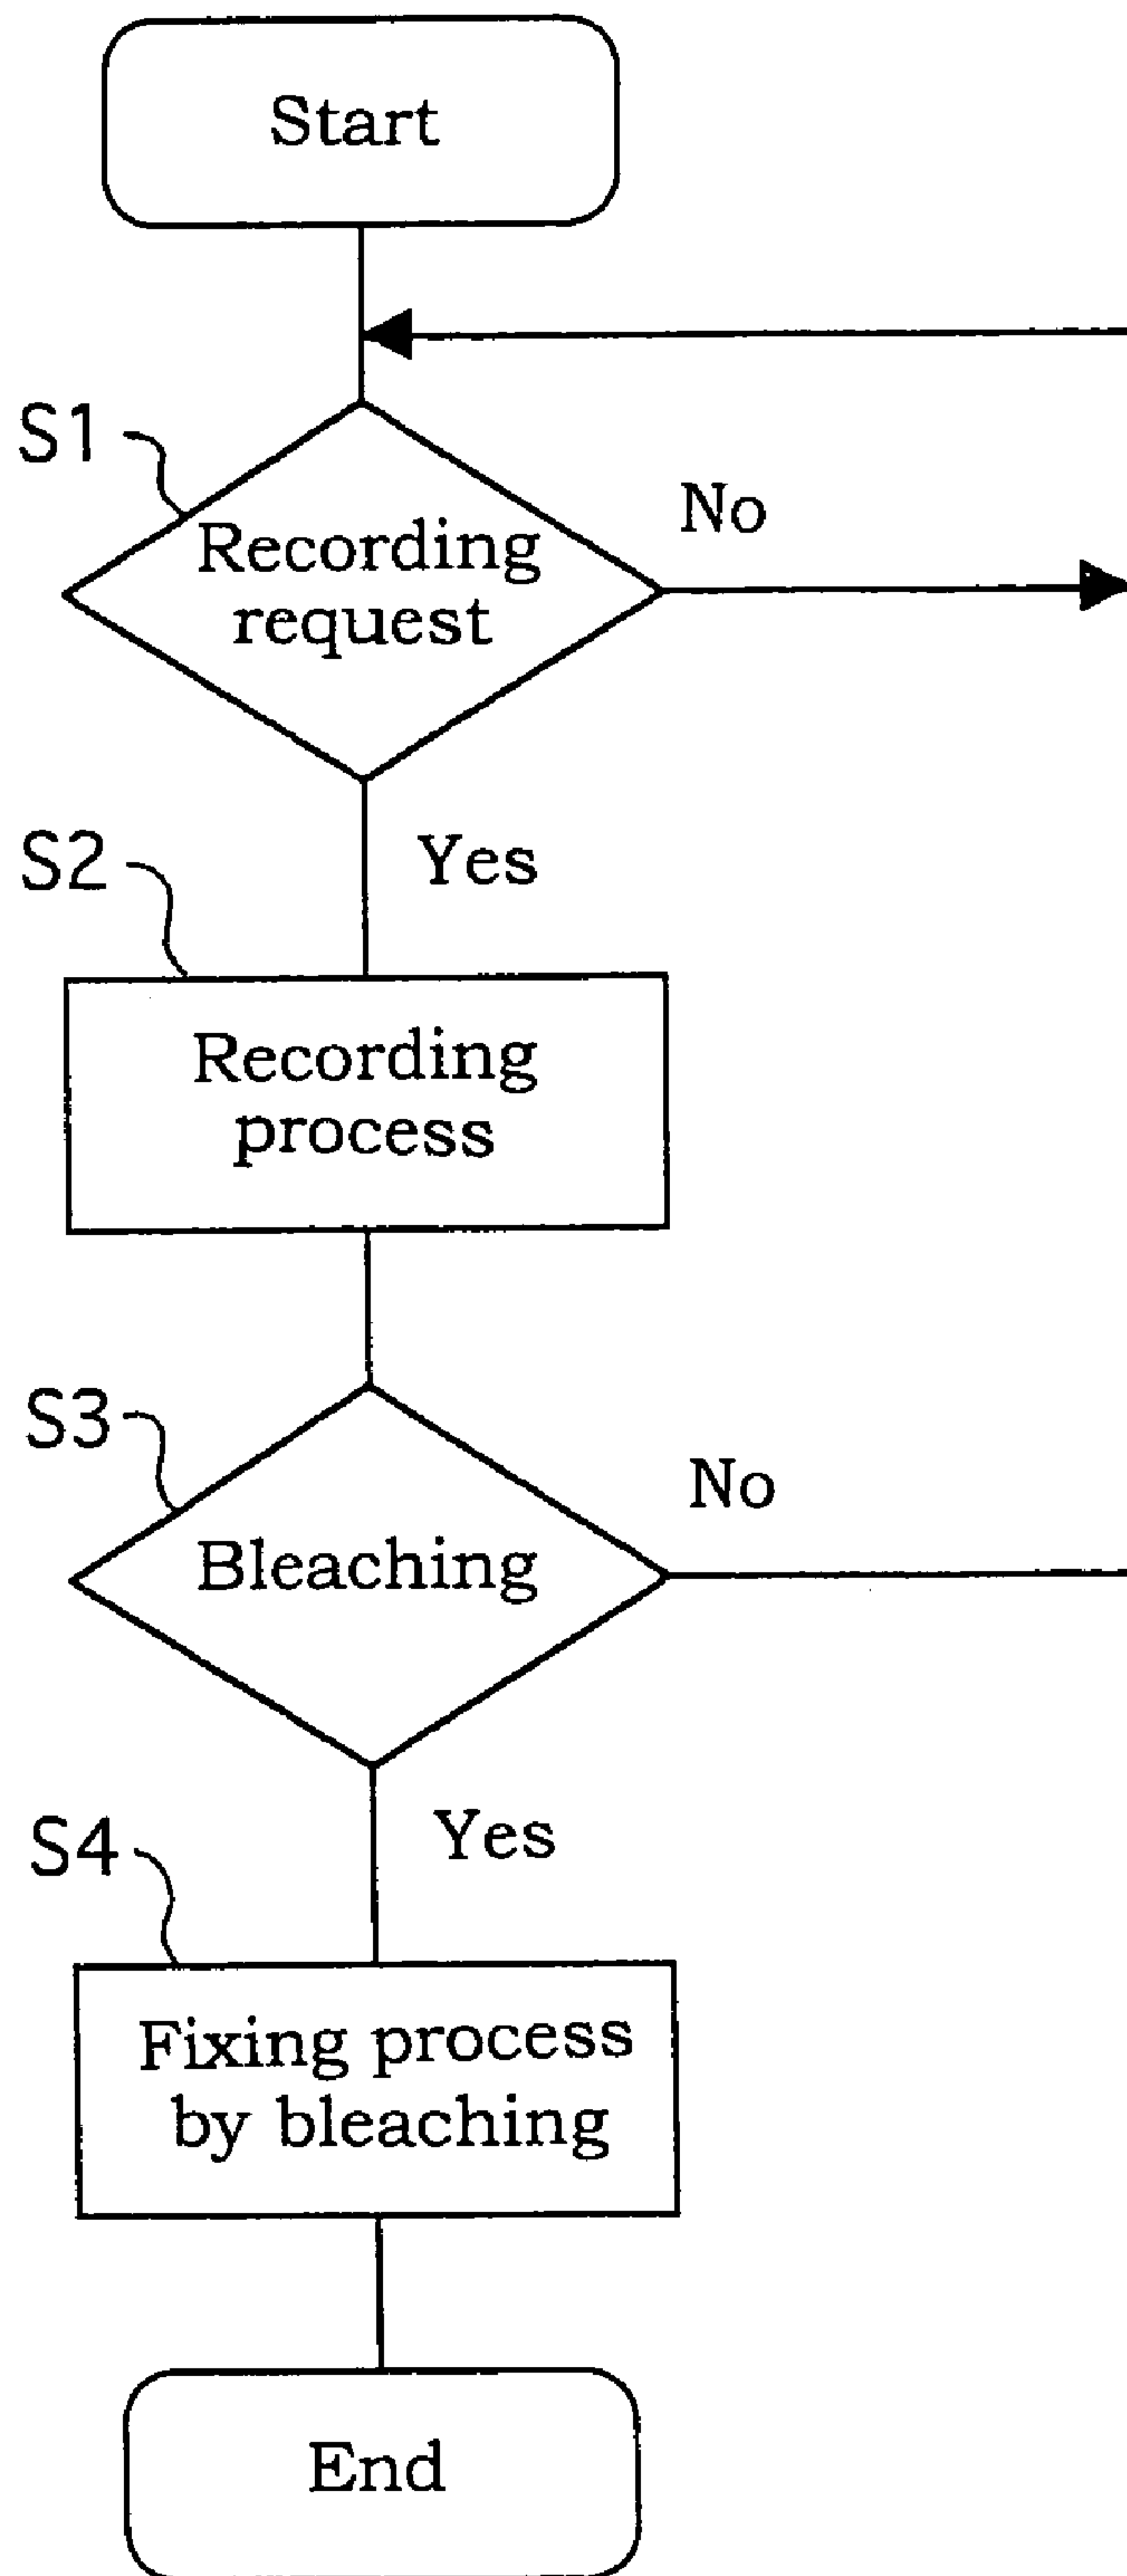 Start
S1
Recording
request
No
S2
Yes
Recording
process
S3
Bleaching
No
S4
Yes
Fixing process
by bleaching
End